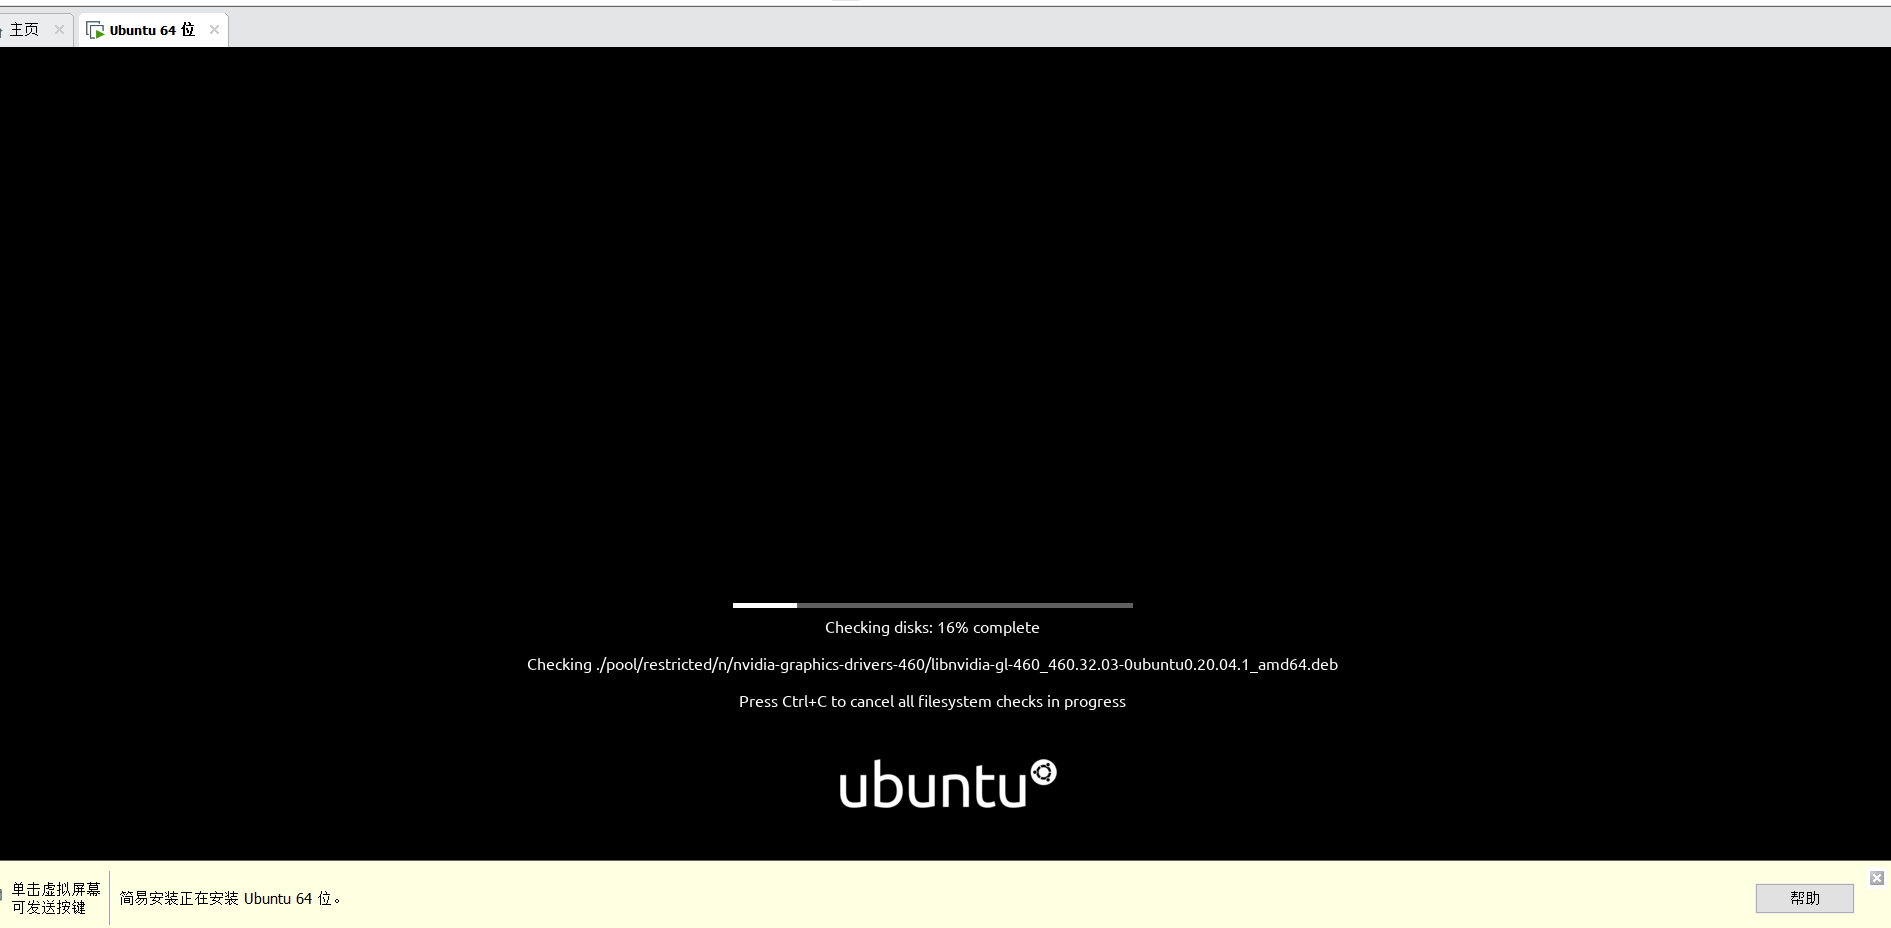 主页
Ubuntu 64 位
Checking disks: 16% complete
Checking ./pool/restricted/n/nvidia-graphics-drivers-460/libnvidia-gl-460_460.32.03-0ubuntu0.20.04.1_amd64.deb
Press Ctrl+C to cancel all filesystem checks in progress
ubuntu
单击虚拟屏幕
可发送按键
简易安装正在安装 Ubuntu 64 位。
帮助